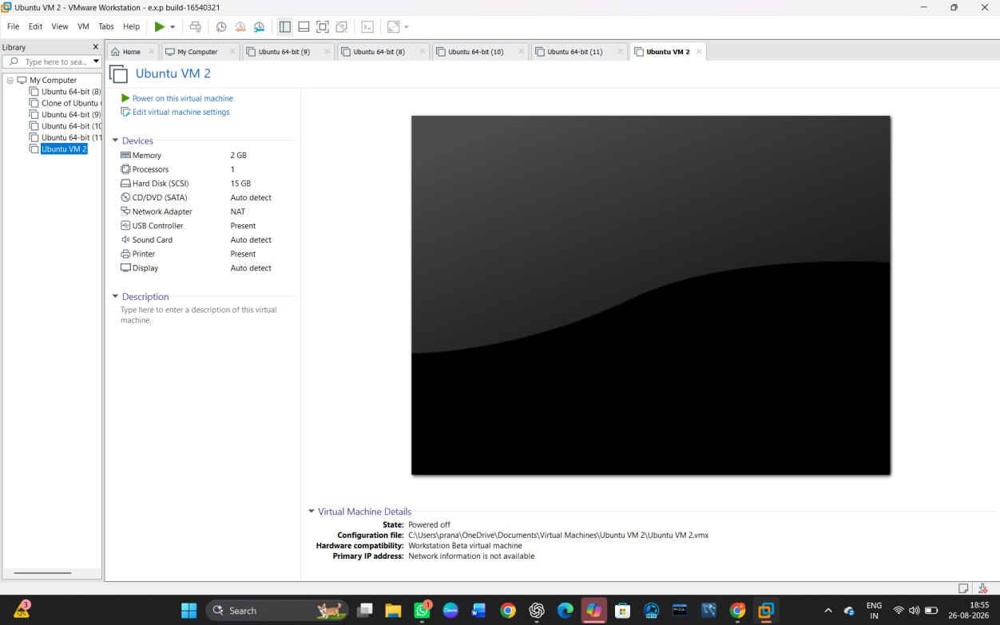 Ubuntu VM 2 - VMware Workstation - e.x.p build-16540321
File Edit View VM Tabs Help
Library
Type here to sea...
My Computer
Ubuntu 64-bit (8)
Clone of Ubuntu
Ubuntu 64-bit (9)
Ubuntu 64-bit (10
Ubuntu 64-bit (11
Ubuntu VM 2
Home My Computer Ubuntu 64-bit (9) Ubuntu 64-bit (8) Ubuntu 64-bit (10) Ubuntu 64-bit (11) Ubuntu VM 2
Ubuntu VM 2
Power on this virtual machine
Edit virtual machine settings
Devices
Memory 2 GB
Processors 1
Hard Disk (SCSI) 15 GB
CD/DVD (SATA) Auto detect
Network Adapter NAT
USB Controller Present
Sound Card Auto detect
Printer Present
Display Auto detect
Description
Type here to enter a description of this virtual
machine.
Virtual Machine Details
State: Powered off
Configuration file: C:\Users\prana\OneDrive\Documents\Virtual Machines\Ubuntu VM 2\Ubuntu VM 2.vmx
Hardware compatibility: Workstation Beta virtual machine
Primary IP address: Network information is not available
3
Search
1
Canva
ENG
IN
18:55
26-08-2026